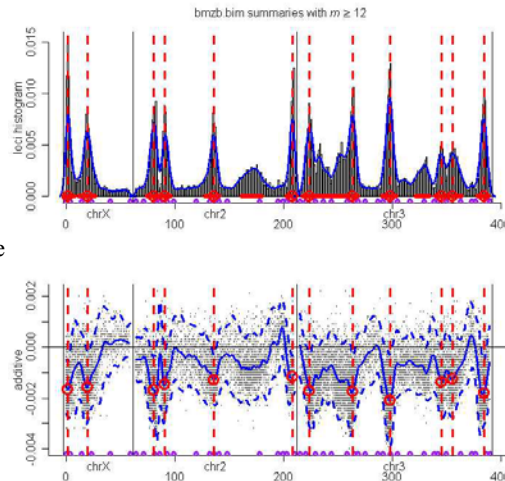 bmzb bim summaries with m ≥ 12
loci histogram
0.015
0.010
0.005
0.000
0 100 200 300 400
chrX chr2 chr3
e
additive
0.002
0.000
-0.002
-0.004
0 100 200 300 400
chrX chr2 chr3